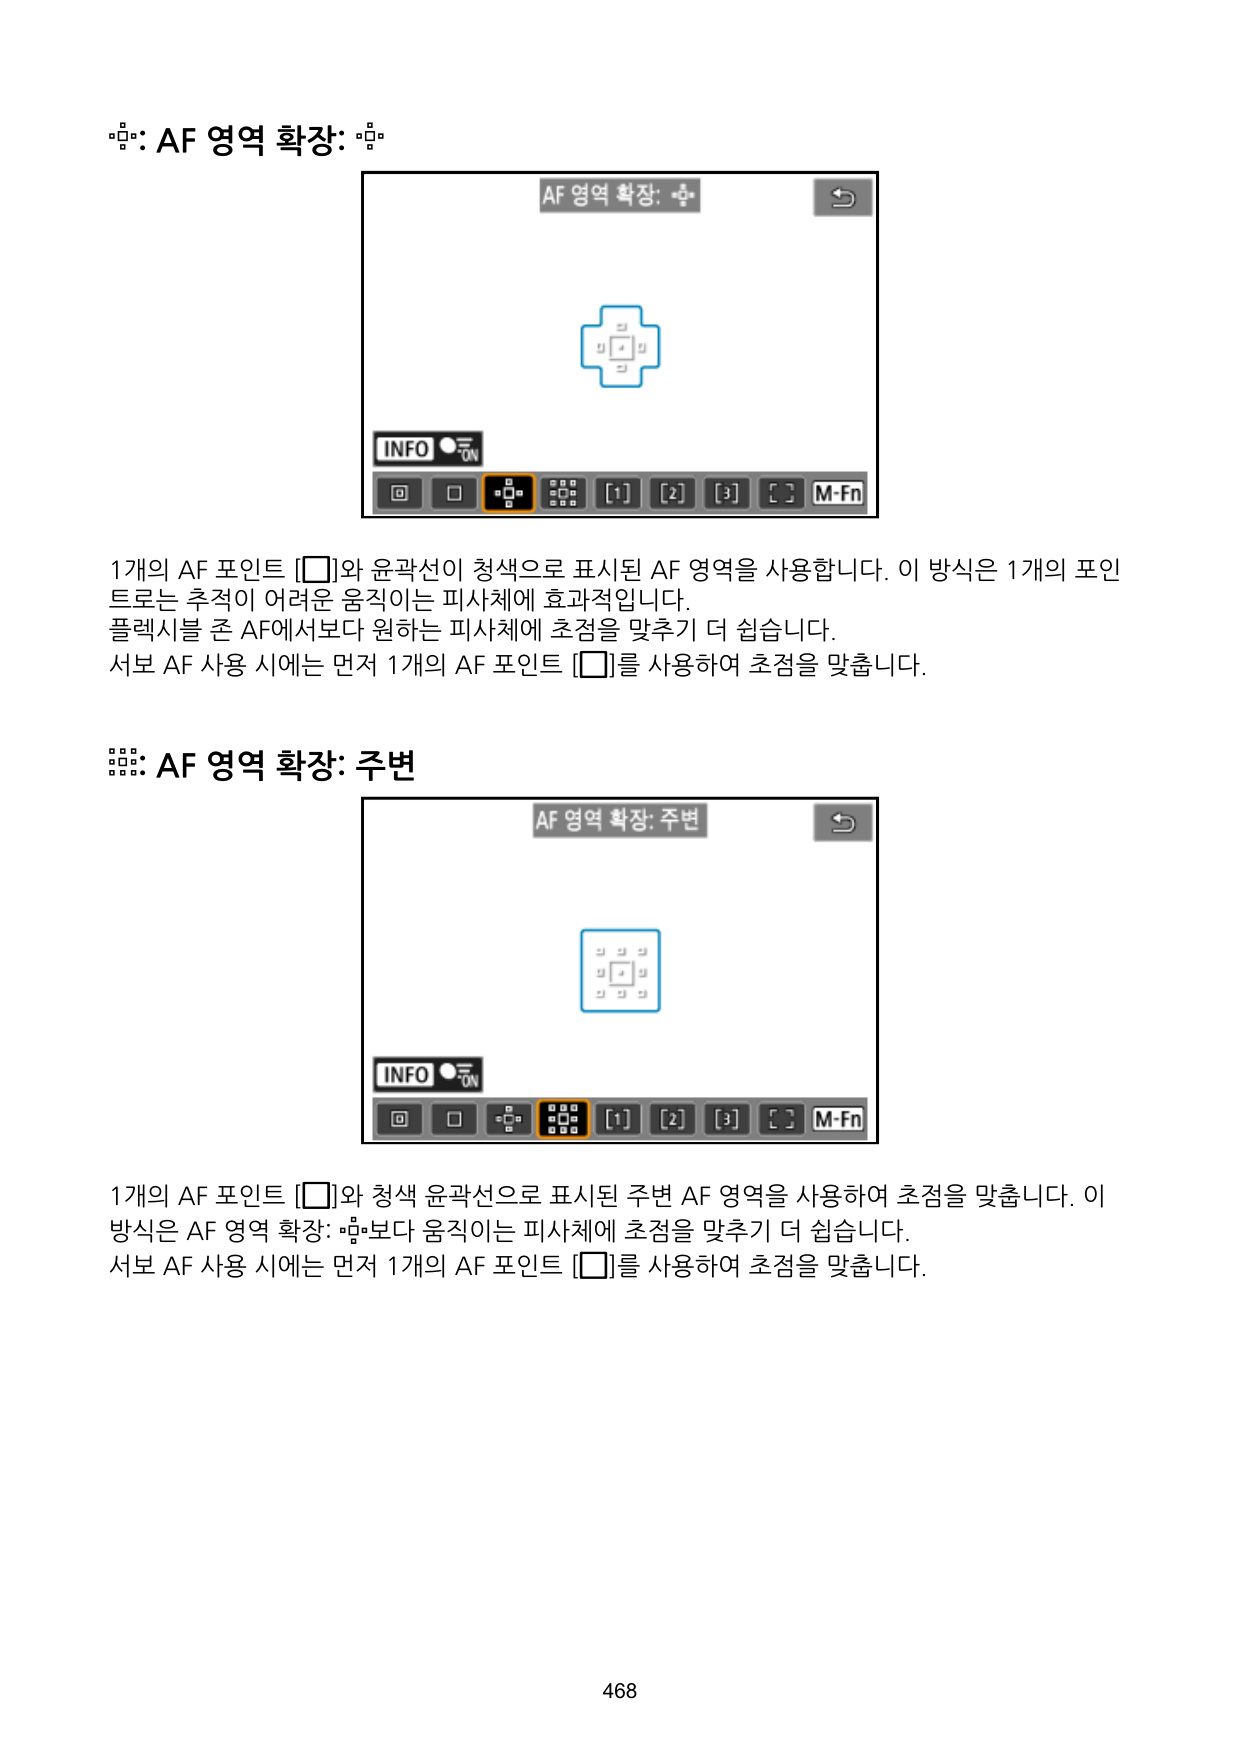 : AF 영역 확장:
AF 영역 확장:
INFO ON
[1] [2] [3] [ ] M-Fn
1개의 AF 포인트 [□]와 윤곽선이 청색으로 표시된 AF 영역을 사용합니다. 이 방식은 1개의 포인
트로는 추적이 어려운 움직이는 피사체에 효과적입니다.
플렉시블 존 AF에서보다 원하는 피사체에 초점을 맞추기 더 쉽습니다.
서보 AF 사용 시에는 먼저 1개의 AF 포인트 [□]를 사용하여 초점을 맞춥니다.
: AF 영역 확장: 주변
AF 영역 확장: 주변
INFO ON
[1] [2] [3] [ ] M-Fn
1개의 AF 포인트 [□]와 청색 윤곽선으로 표시된 주변 AF 영역을 사용하여 초점을 맞춥니다. 이
방식은 AF 영역 확장: 보다 움직이는 피사체에 초점을 맞추기 더 쉽습니다.
서보 AF 사용 시에는 먼저 1개의 AF 포인트 [□]를 사용하여 초점을 맞춥니다.
468